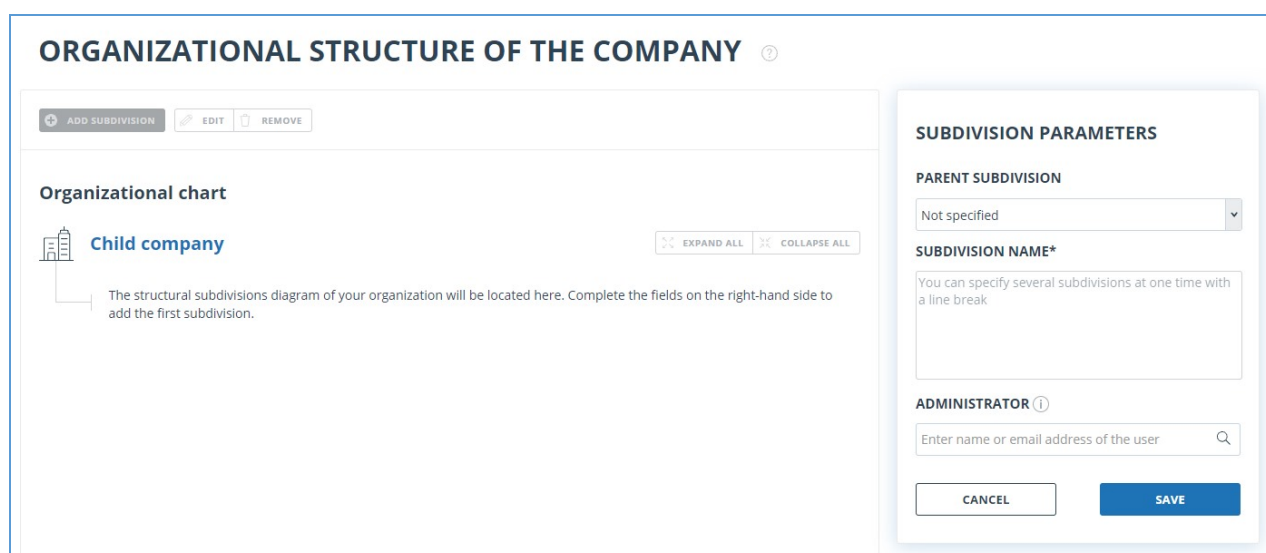 ORGANIZATIONAL STRUCTURE OF THE COMPANY ?
ADD SUBDIVISION
EDIT
REMOVE
Organizational chart
Child company
EXPAND ALL
COLLAPSE ALL
The structural subdivisions diagram of your organization will be located here. Complete the fields on the right-hand side to
add the first subdivision.
SUBDIVISION PARAMETERS
PARENT SUBDIVISION
Not specified
SUBDIVISION NAME*
You can specify several subdivisions at one time with
a line break
ADMINISTRATOR i
Enter name or email address of the user
CANCEL
SAVE